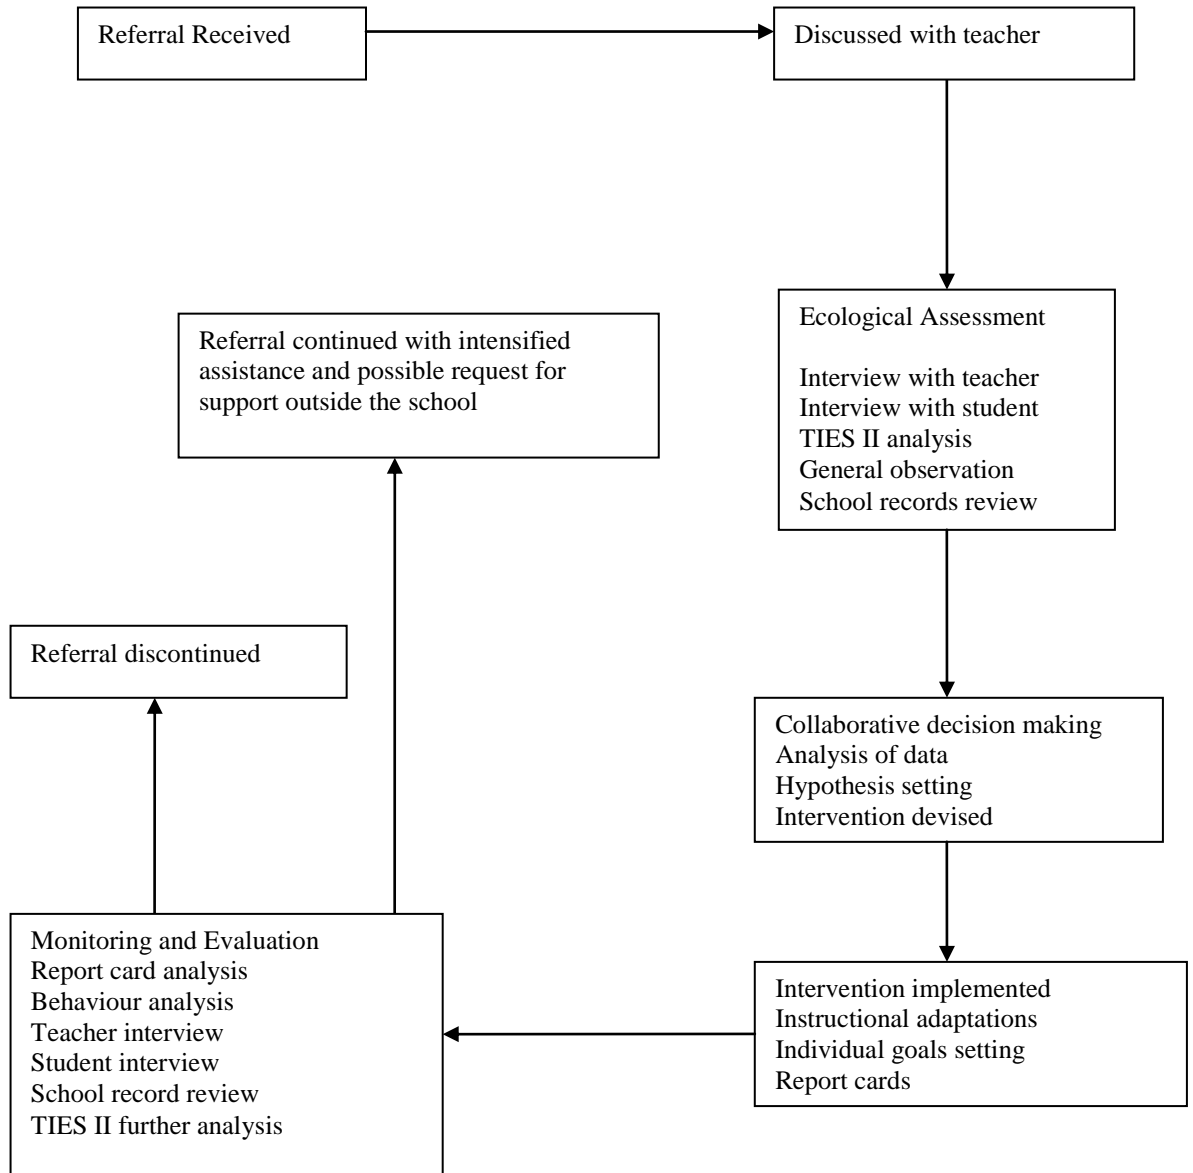 Referral Received
Discussed with teacher
Ecological Assessment
Interview with teacher
Interview with student
TIES II analysis
General observation
School records review
Referral continued with intensified
assistance and possible request for
support outside the school
Referral discontinued
Collaborative decision making
Analysis of data
Hypothesis setting
Intervention devised
Monitoring and Evaluation
Report card analysis
Behaviour analysis
Teacher interview
Student interview
School record review
TIES II further analysis
Intervention implemented
Instructional adaptations
Individual goals setting
Report cards